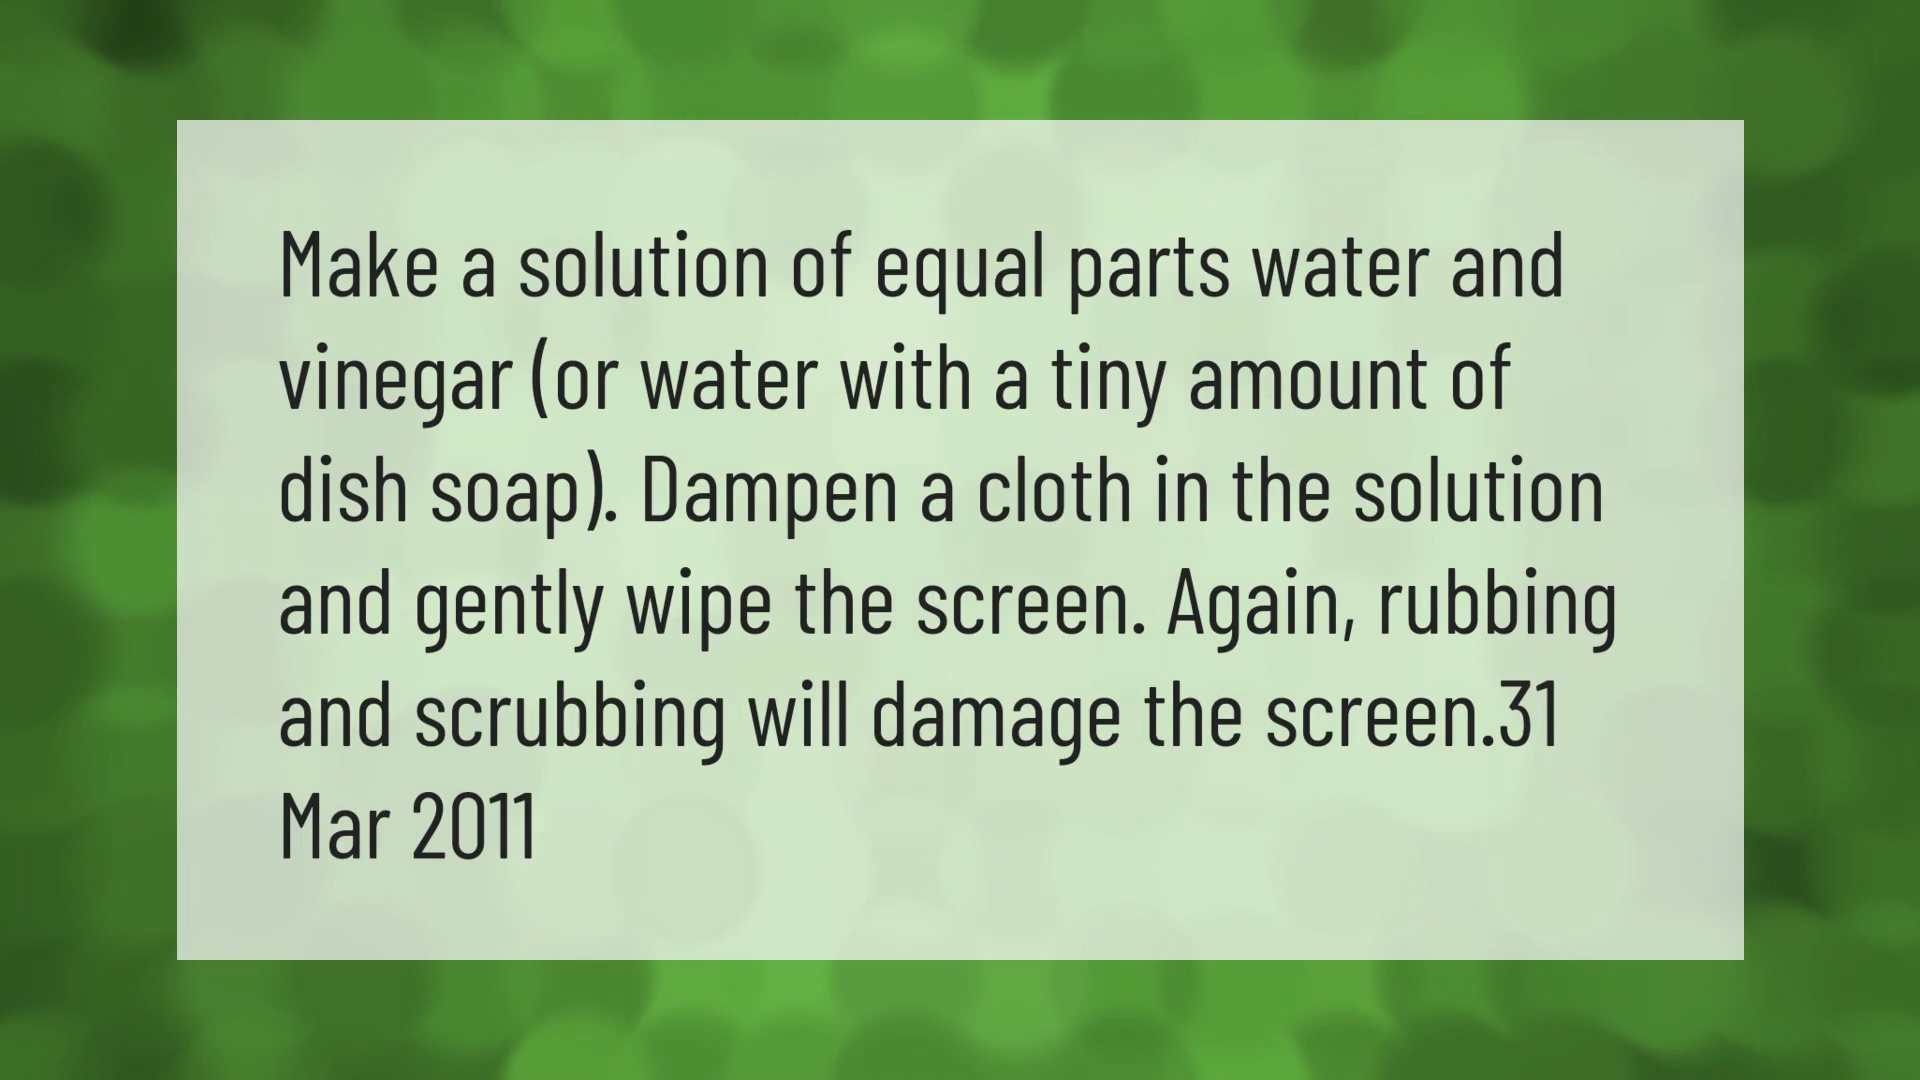 Make a solution of equal parts water and
vinegar (or water with a tiny amount of
dish soap). Dampen a cloth in the solution
and gently wipe the screen. Again, rubbing
and scrubbing will damage the screen.31
Mar 2011